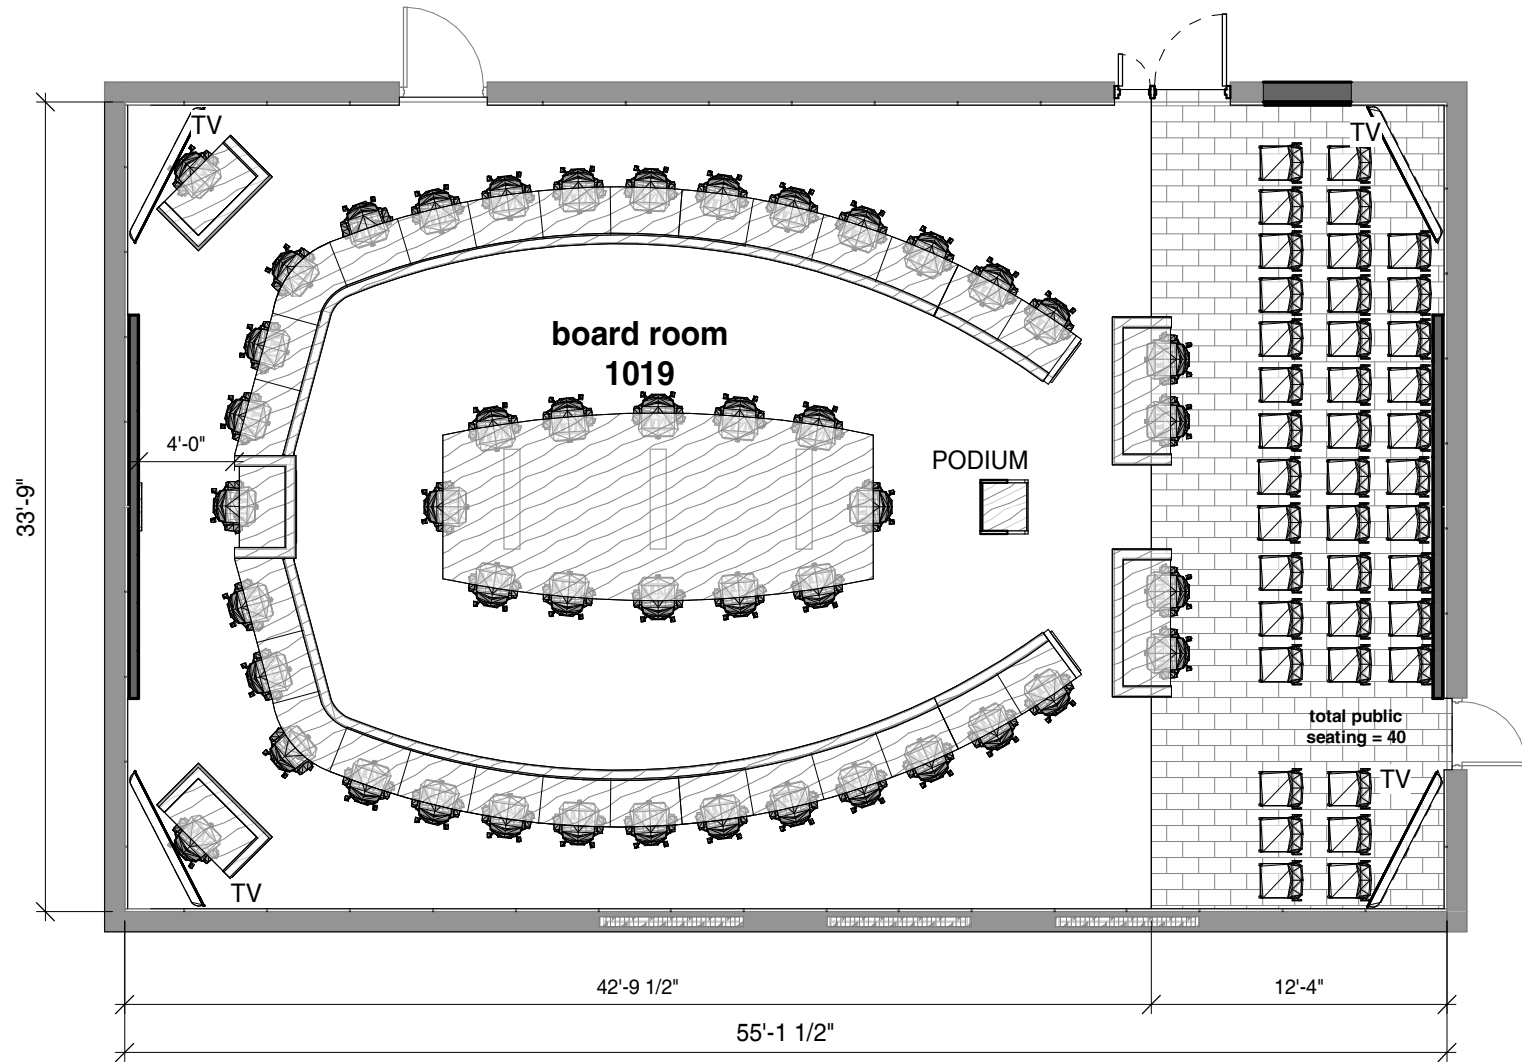 TV
TV
board room
1019
4'-0"
PODIUM
33'-9"
total public
seating = 40
TV
TV
42'-9 1/2"
12'-4"
55'-1 1/2"